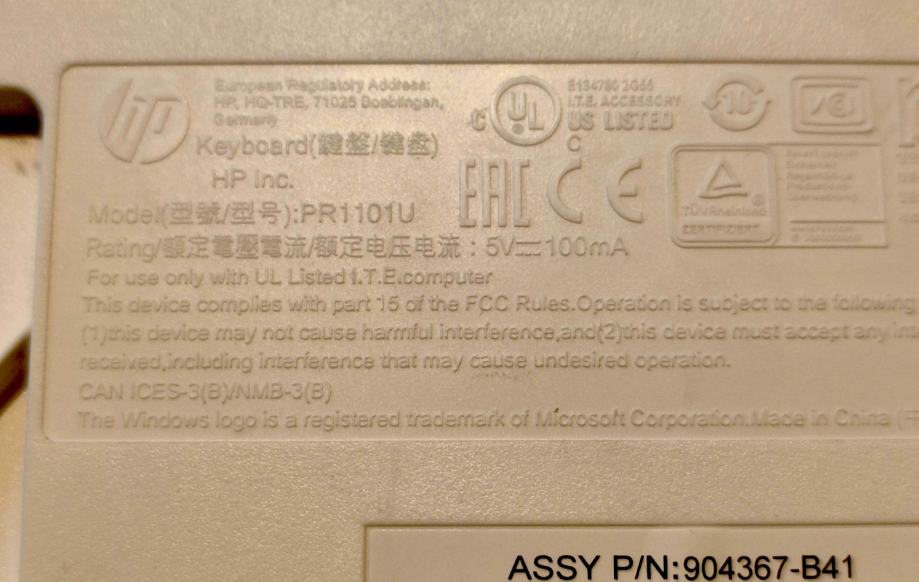 hp
European Regulatory Address:
HP, HQ-TRE, 71025 Boeblingen,
Germany
Keyboard(鍵盤/键盘)
HP Inc.
Model(型號/型号):PR1101U
Rating/額定電壓電流/额定电压电流：5V⎓100mA
For use only with UL Listed I.T.E.computer
This device complies with part 15 of the FCC Rules.Operation is subject to the following
(1)this device may not cause harmful interference,and(2)this device must accept any
received,including interference that may cause undesired operation.
CAN ICES-3(B)/NMB-3(B)
The Windows logo is a registered trademark of Microsoft Corporation.Made in China
C UL US LISTED
I.T.E. ACCESSORY
C
EAC CE
10
TÜVRheinland
CERTIFIZIERT
ASSY P/N:904367-B41